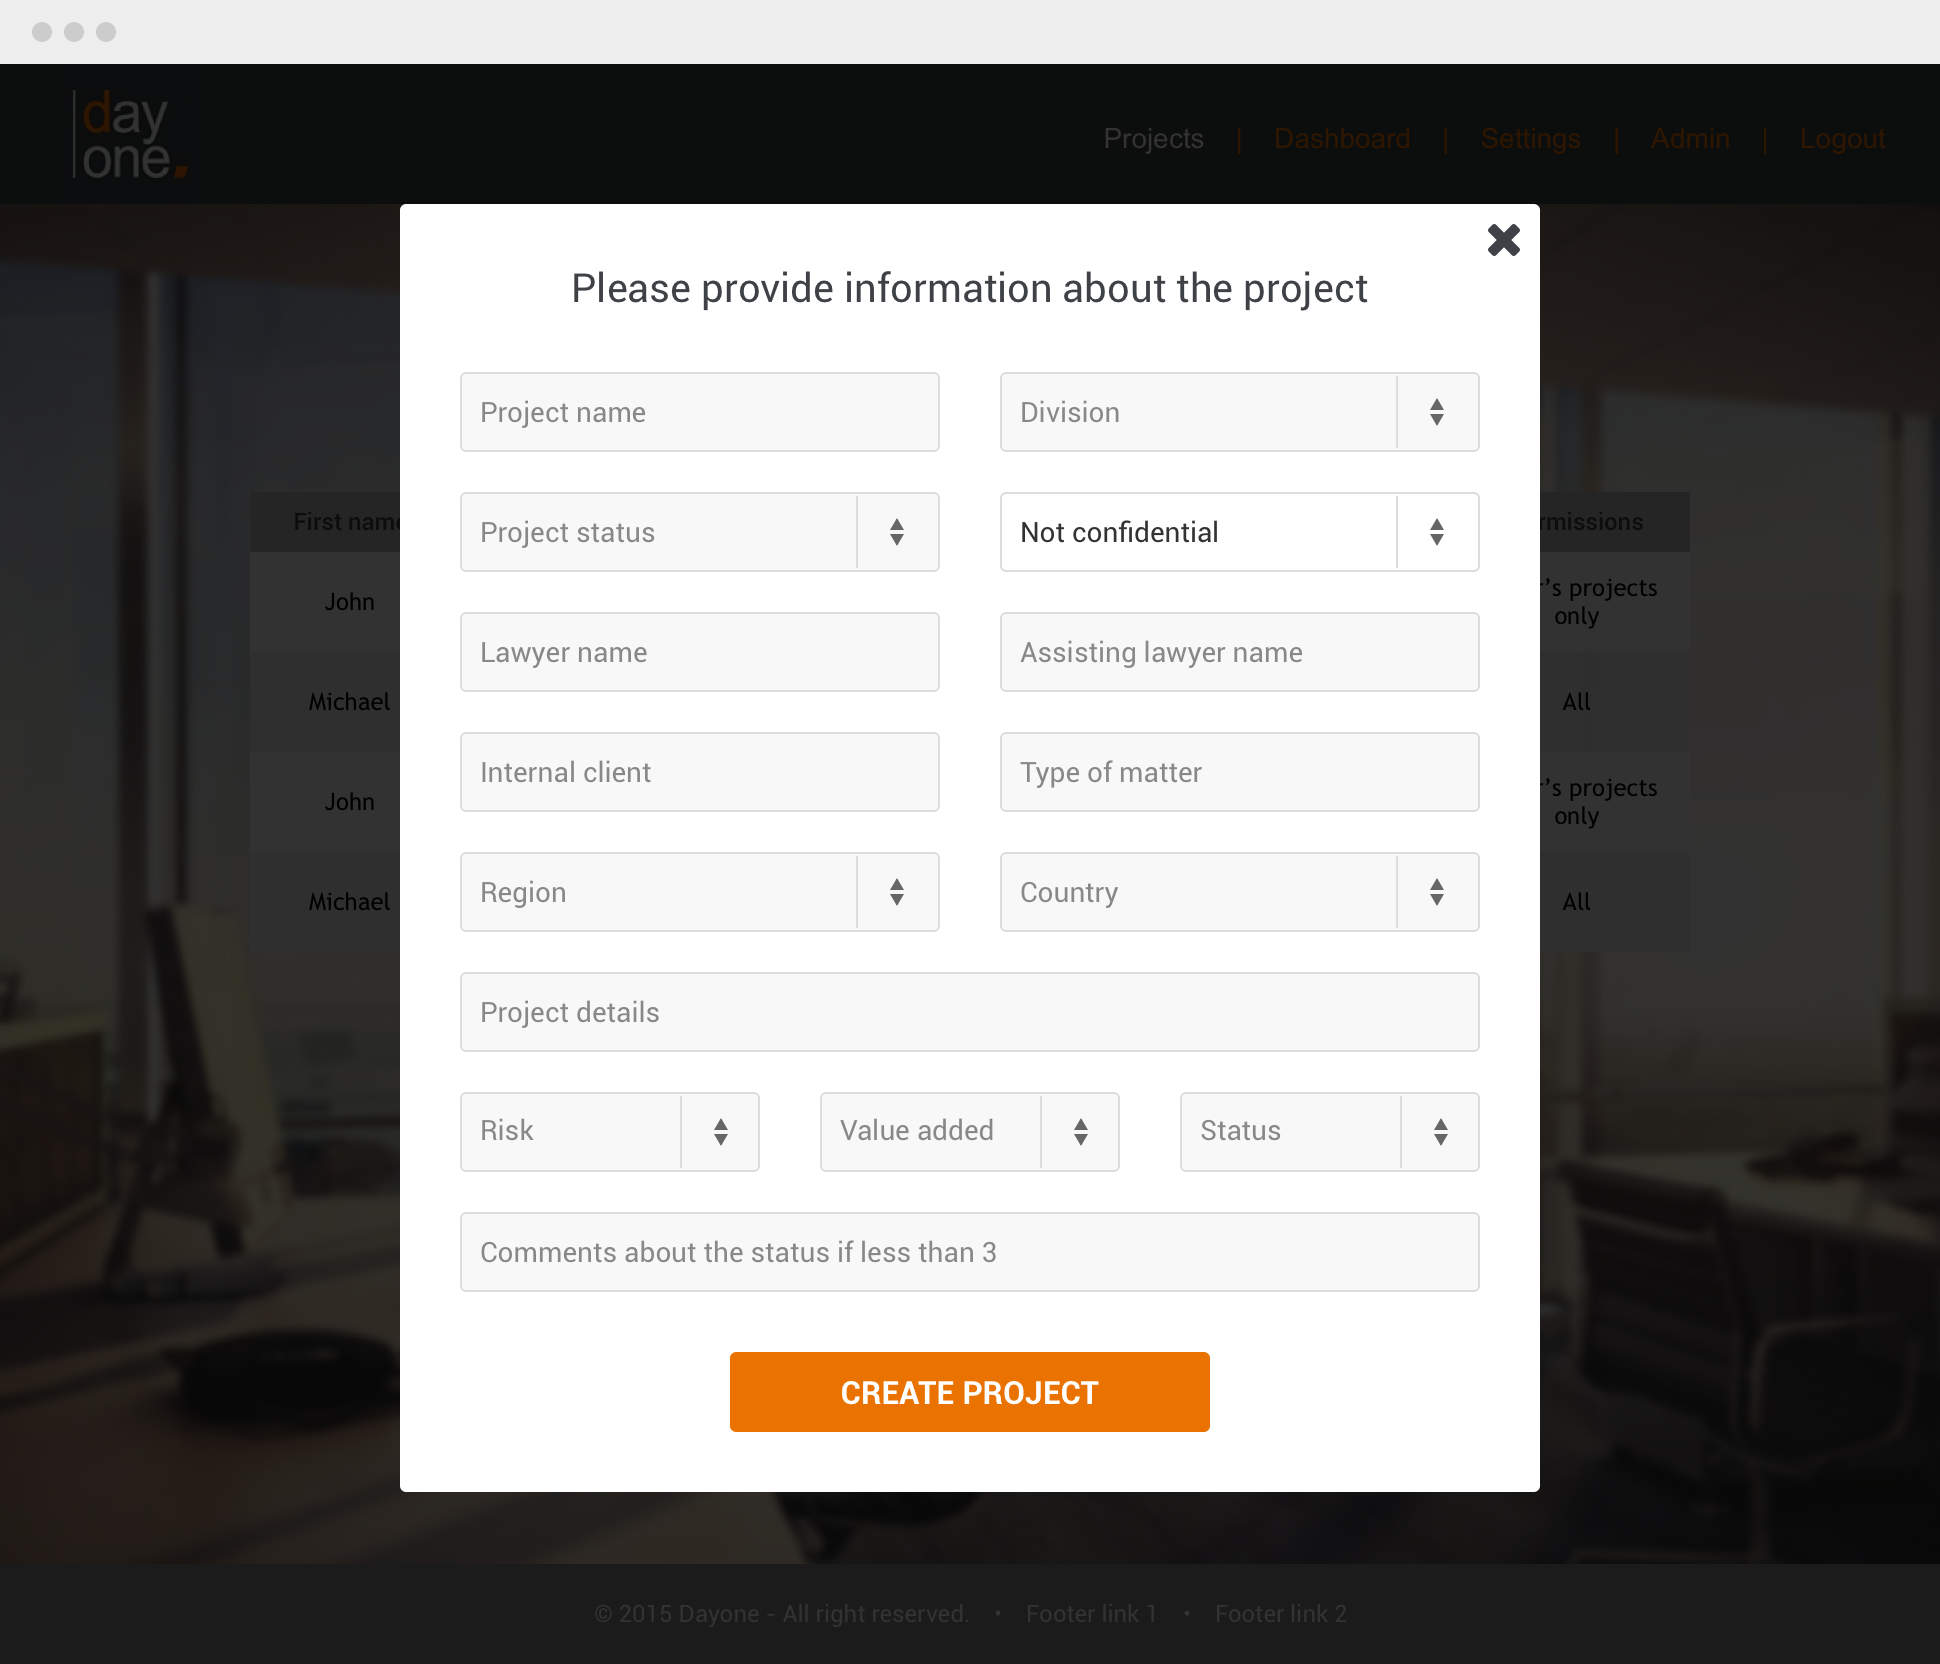 day
one.
Projects | Dashboard | Settings | Admin | Logout
Please provide information about the project
Project name
Division
Project status
Not confidential
Lawyer name
Assisting lawyer name
Internal client
Type of matter
Region
Country
Project details
Risk
Value added
Status
Comments about the status if less than 3
CREATE PROJECT
First name
John
Michael
John
Michael
rmissions
r’s projects
only
All
r’s projects
only
All
© 2015 Dayone - All right reserved. • Footer link 1 • Footer link 2